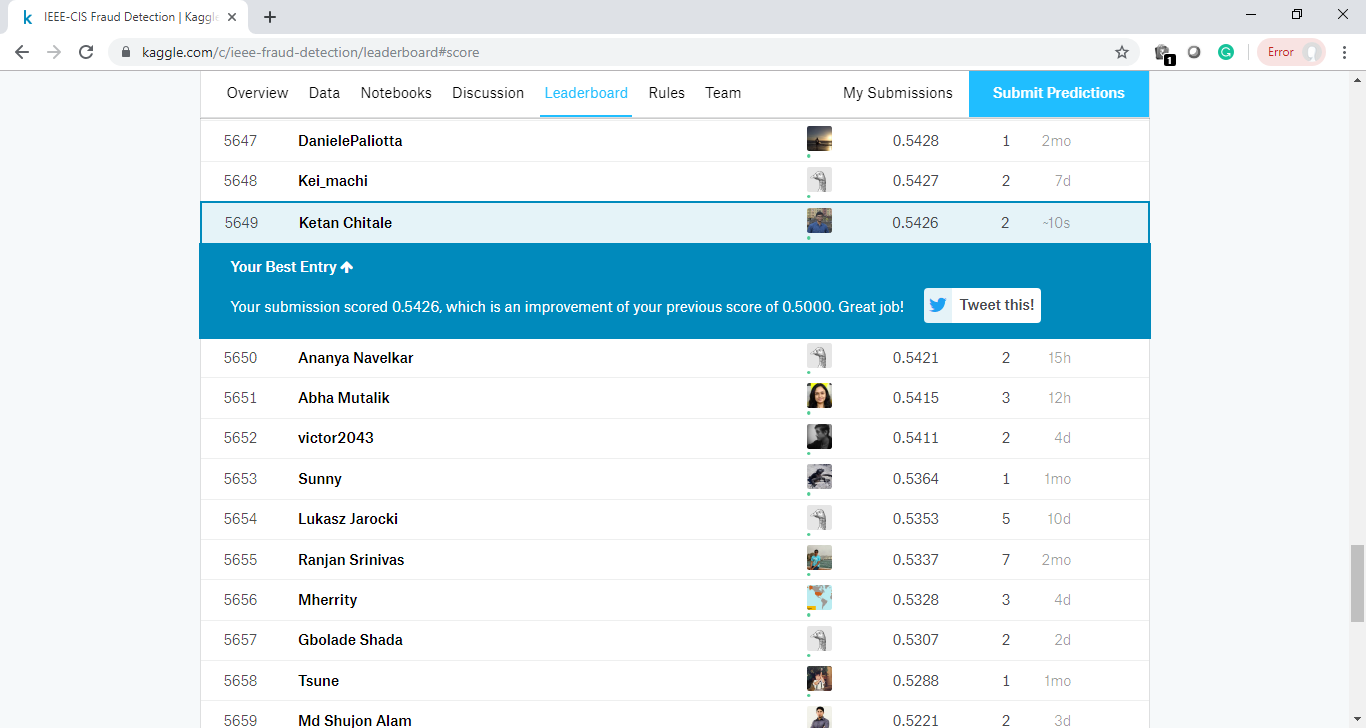 IEEE-CIS Fraud Detection | Kaggle
kaggle.com/c/ieee-fraud-detection/leaderboard#score
1
Error
Overview Data Notebooks Discussion Leaderboard Rules Team My Submissions Submit Predictions
5647 DanielePaliotta 0.5428 1 2mo
5648 Kei_machi 0.5427 2 7d
5649 Ketan Chitale 0.5426 2 ~10s
Your Best Entry
Your submission scored 0.5426, which is an improvement of your previous score of 0.5000. Great job! Tweet this!
5650 Ananya Navelkar 0.5421 2 15h
5651 Abha Mutalik 0.5415 3 12h
5652 victor2043 0.5411 2 4d
5653 Sunny 0.5364 1 1mo
5654 Lukasz Jarocki 0.5353 5 10d
5655 Ranjan Srinivas 0.5337 7 2mo
5656 Mherrity 0.5328 3 4d
5657 Gbolade Shada 0.5307 2 2d
5658 Tsune 0.5288 1 1mo
5659 Md Shujon Alam 0.5221 2 3d